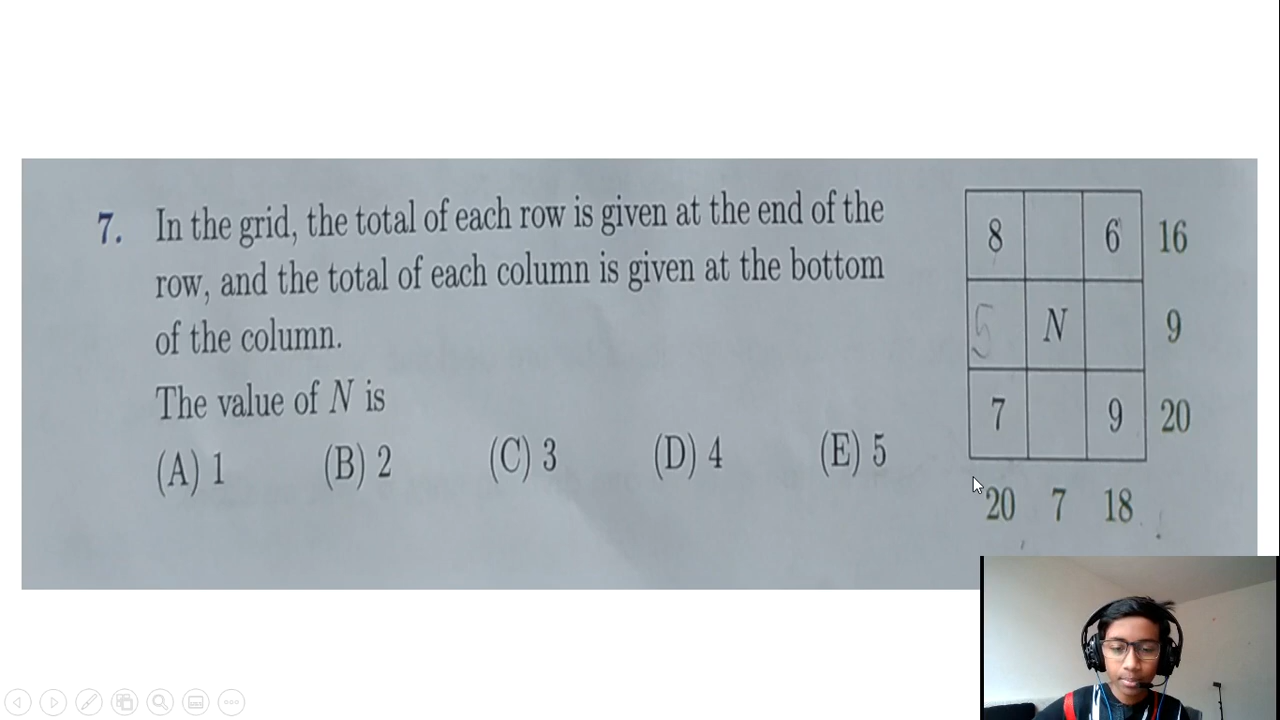 7. In the grid, the total of each row is given at the end of the
row, and the total of each column is given at the bottom
of the column.
The value of N is
(A) 1 (B) 2 (C) 3 (D) 4 (E) 5
8 6 16
5 N 9
7 9 20
20 7 18